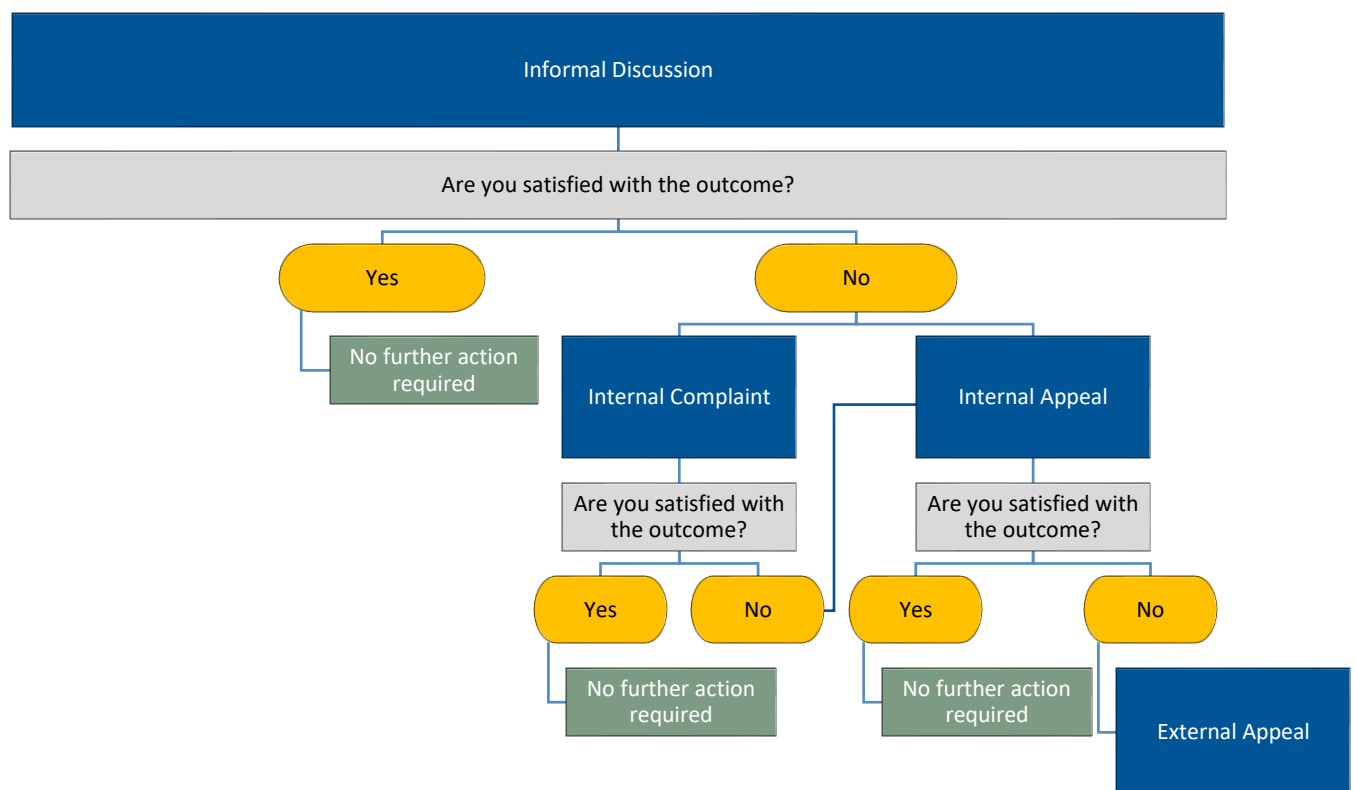 Informal Discussion
Are you satisfied with the outcome?
Yes
No
No further action
required
Internal Complaint
Internal Appeal
Are you satisfied with
the outcome?
Are you satisfied with
the outcome?
Yes
No
Yes
No
No further action
required
No further action
required
External Appeal